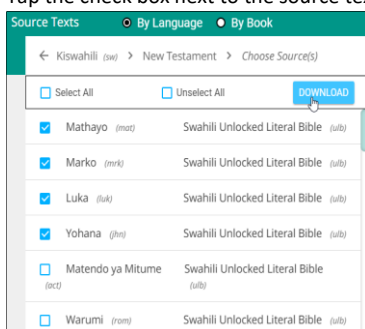 Tap the check box next to the source te
Source Texts By Language By Book
← Kiswahili (sw) > New Testament > Choose Source(s)
Select All Unselect All DOWNLOAD
Mathayo (mat) Swahili Unlocked Literal Bible (ulb)
Marko (mrk) Swahili Unlocked Literal Bible (ulb)
Luka (luk) Swahili Unlocked Literal Bible (ulb)
Yohana (jhn) Swahili Unlocked Literal Bible (ulb)
Matendo ya Mitume Swahili Unlocked Literal Bible
(act) (ulb)
Warumi (rom) Swahili Unlocked Literal Bible (ulb)